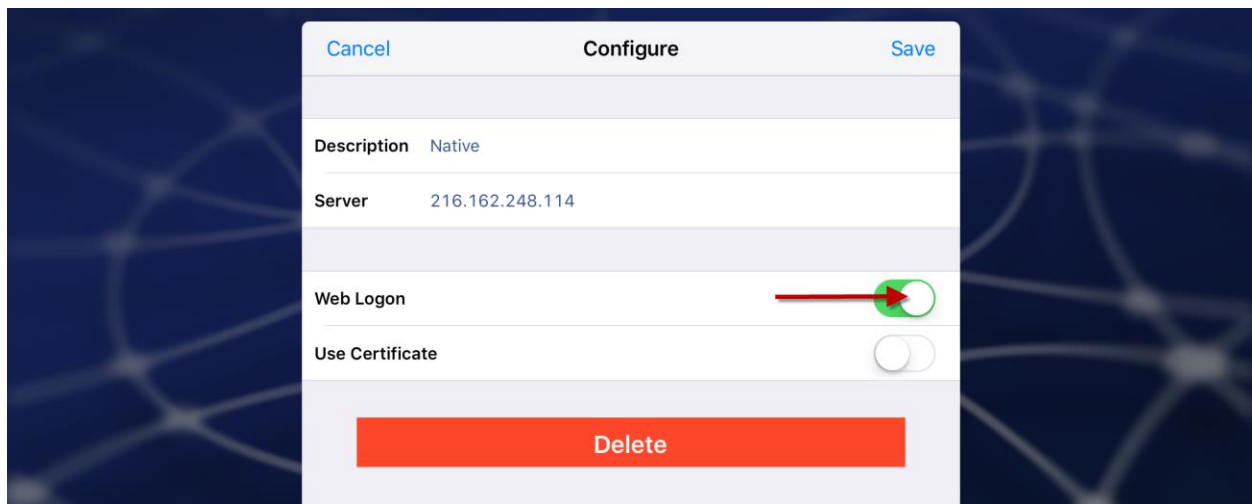 Cancel Configure Save
Description Native
Server 216.162.248.114
Web Logon
Use Certificate
Delete